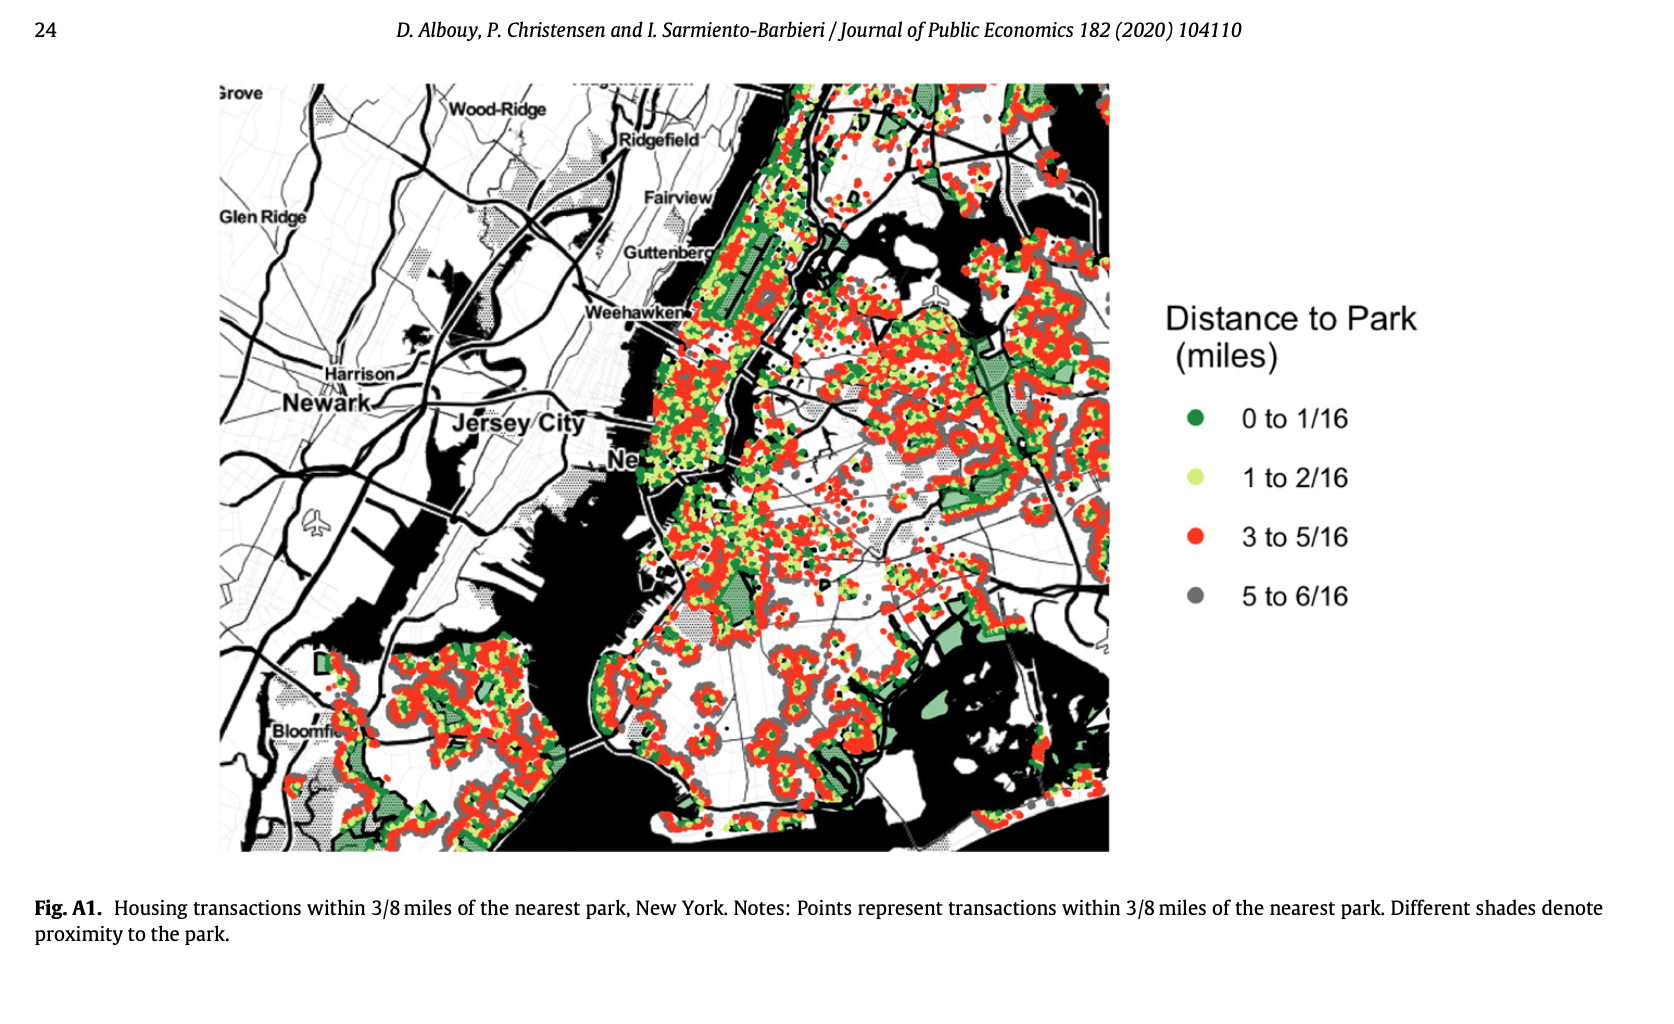 24
D. Albouy, P. Christensen and I. Sarmiento-Barbieri / Journal of Public Economics 182 (2020) 104110
Wood-Ridge
Ridgefield
Fairview
Glen Ridge
Guttenberg
Weehawken
Harrison
Newark
Jersey City
Ne
Bloomfie
Distance to Park
(miles)
0 to 1/16
1 to 2/16
3 to 5/16
5 to 6/16
Fig. A1. Housing transactions within 3/8 miles of the nearest park, New York. Notes: Points represent transactions within 3/8 miles of the nearest park. Different shades denote
proximity to the park.